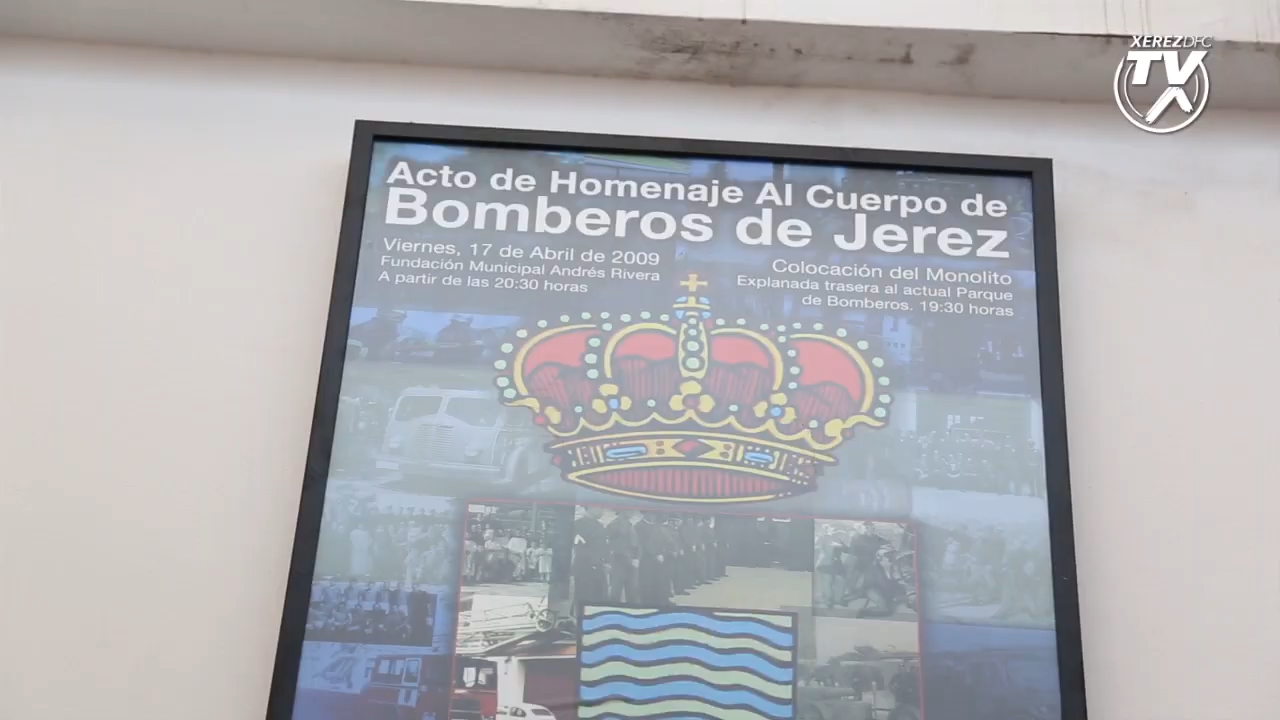 XEREZDFC
TV
X
Acto de Homenaje Al Cuerpo de
Bomberos de Jerez
Viernes, 17 de Abril de 2009
Fundación Municipal Andrés Rivera
A partir de las 20:30 horas
Colocación del Monolito
Explanada trasera al actual Parque
de Bomberos. 19:30 horas